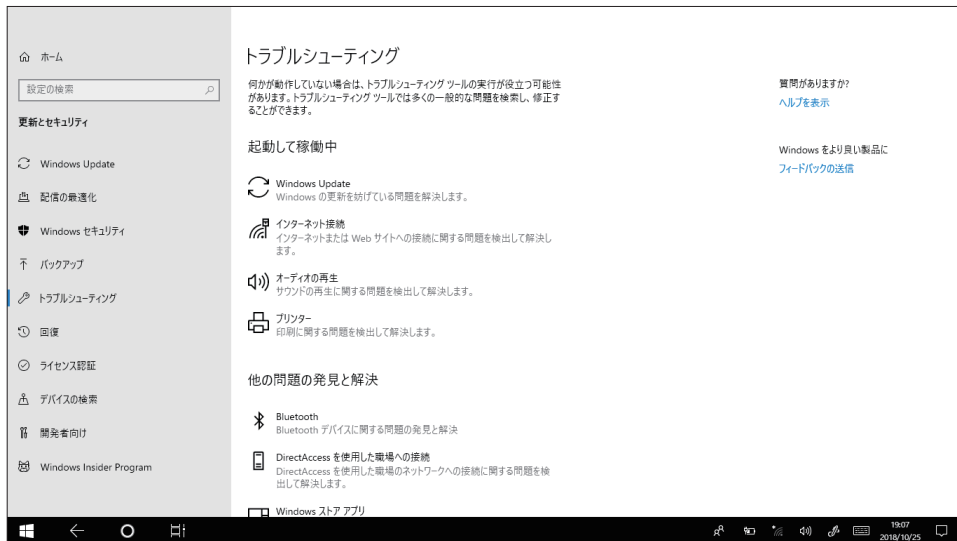 ホーム
設定の検索
更新とセキュリティ
Windows Update
配信の最適化
Windows セキュリティ
バックアップ
トラブルシューティング
回復
ライセンス認証
デバイスの検索
開発者向け
Windows Insider Program
トラブルシューティング
何かが動作していない場合は、トラブルシューティング ツールの実行が役立つ可能性
があります。トラブルシューティング ツールでは多くの一般的な問題を検索し、修正す
ることができます。
起動して稼働中
Windows Update
Windows の更新を妨げている問題を解決します。
インターネット接続
インターネットまたは Web サイトへの接続に関する問題を検出して解決し
ます。
オーディオの再生
サウンドの再生に関する問題を検出して解決します。
プリンター
印刷に関する問題を検出して解決します。
他の問題の発見と解決
Bluetooth
Bluetooth デバイスに関する問題の発見と解決
DirectAccess を使用した職場への接続
DirectAccess を使用した職場のネットワークへの接続に関する問題を検
出して解決します。
Windows ストア アプリ
質問がありますか?
ヘルプを表示
Windows をより良い製品に
フィードバックの送信
19:07
2018/10/25